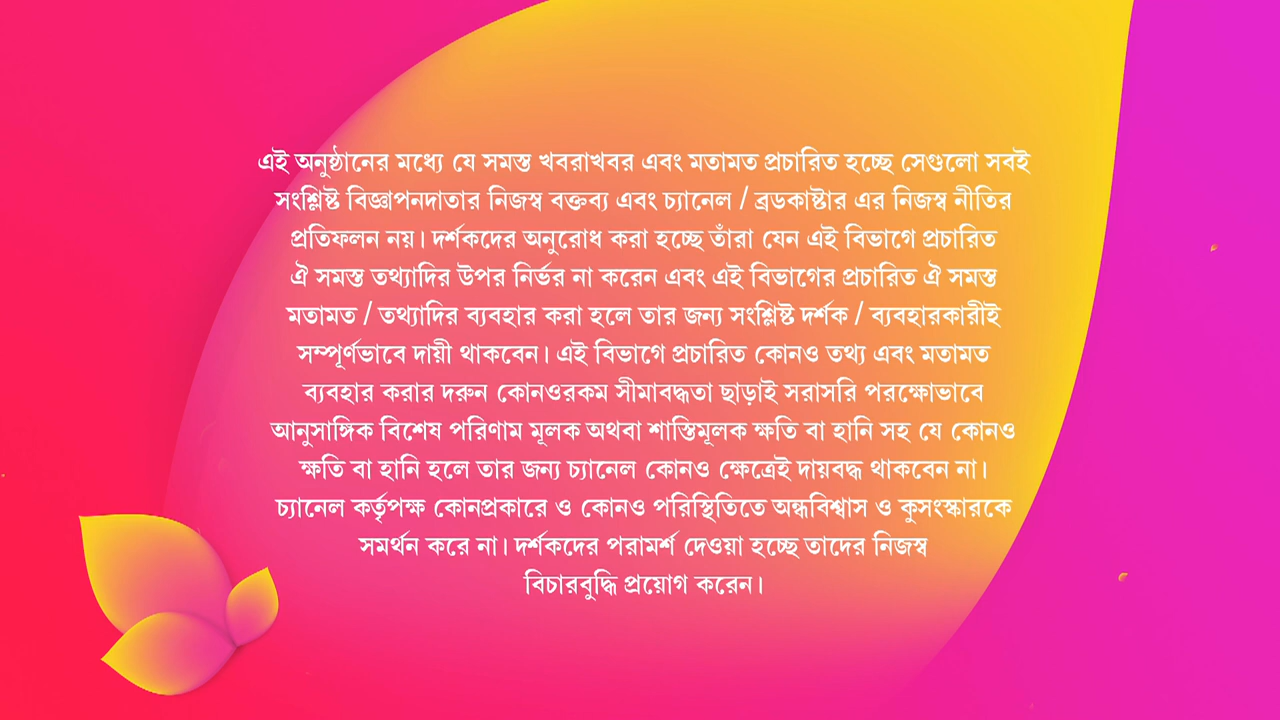 এই অনুষ্ঠানের মধ্যে যে সমস্ত খবরাখবর এবং মতামত প্রচারিত হচ্ছে সেগুলো সবই
সংশ্লিষ্ট বিজ্ঞাপনদাতার নিজস্ব বক্তব্য এবং চ্যানেল / ব্রডকাষ্টার এর নিজস্ব নীতির
প্রতিফলন নয়। দর্শকদের অনুরোধ করা হচ্ছে তাঁরা যেন এই বিভাগে প্রচারিত
ঐ সমস্ত তথ্যাদির উপর নির্ভর না করেন এবং এই বিভাগের প্রচারিত ঐ সমস্ত
মতামত / তথ্যাদির ব্যবহার করা হলে তার জন্য সংশ্লিষ্ট দর্শক / ব্যবহারকারীই
সম্পূর্ণভাবে দায়ী থাকবেন। এই বিভাগে প্রচারিত কোনও তথ্য এবং মতামত
ব্যবহার করার দরুন কোনওরকম সীমাবদ্ধতা ছাড়াই সরাসরি পরক্ষোভাবে
আনুসাঙ্গিক বিশেষ পরিণাম মূলক অথবা শাস্তিমূলক ক্ষতি বা হানি সহ যে কোনও
ক্ষতি বা হানি হলে তার জন্য চ্যানেল কোনও ক্ষেত্রেই দায়বদ্ধ থাকবেন না।
চ্যানেল কর্তৃপক্ষ কোনপ্রকারে ও কোনও পরিস্থিতিতে অন্ধবিশ্বাস ও কুসংস্কারকে
সমর্থন করে না। দর্শকদের পরামর্শ দেওয়া হচ্ছে তাদের নিজস্ব
বিচারবুদ্ধি প্রয়োগ করেন।